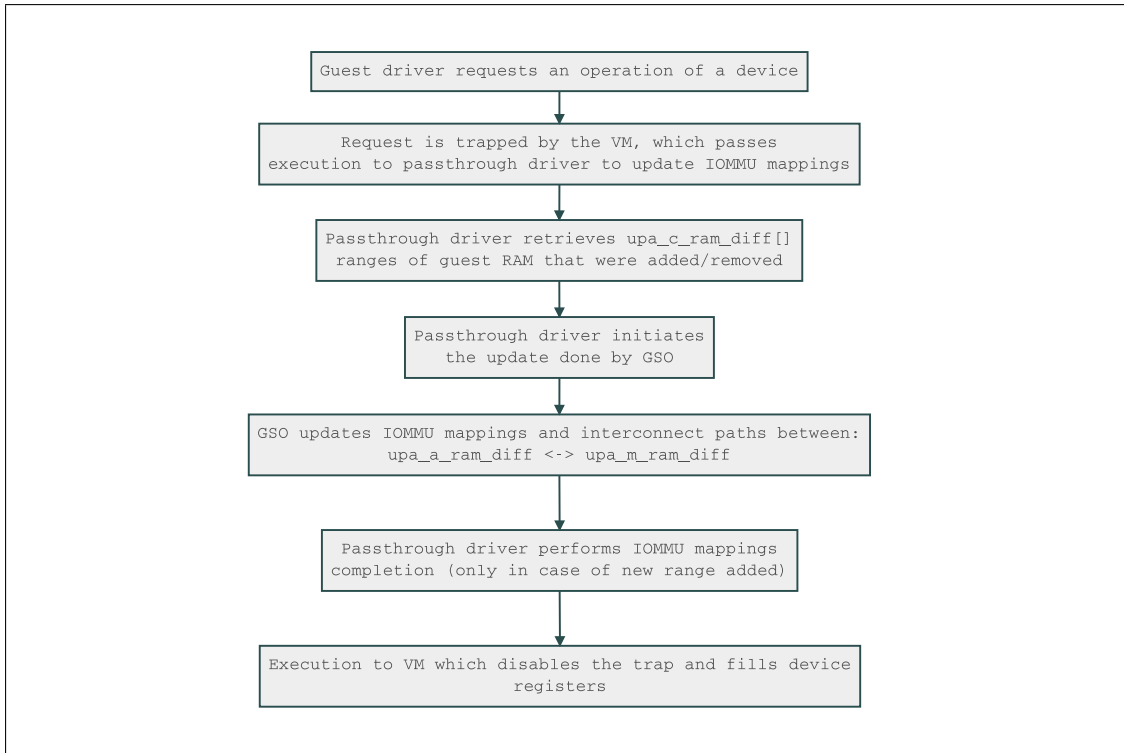 Guest driver requests an operation of a device
Request is trapped by the VM, which passes
execution to passthrough driver to update IOMMU mappings
Passthrough driver retrieves upa_c_ram_diff[]
ranges of guest RAM that were added/removed
Passthrough driver initiates
the update done by GSO
GSO updates IOMMU mappings and interconnect paths between:
upa_a_ram_diff <-> upa_m_ram_diff
Passthrough driver performs IOMMU mappings
completion (only in case of new range added)
Execution to VM which disables the trap and fills device
registers